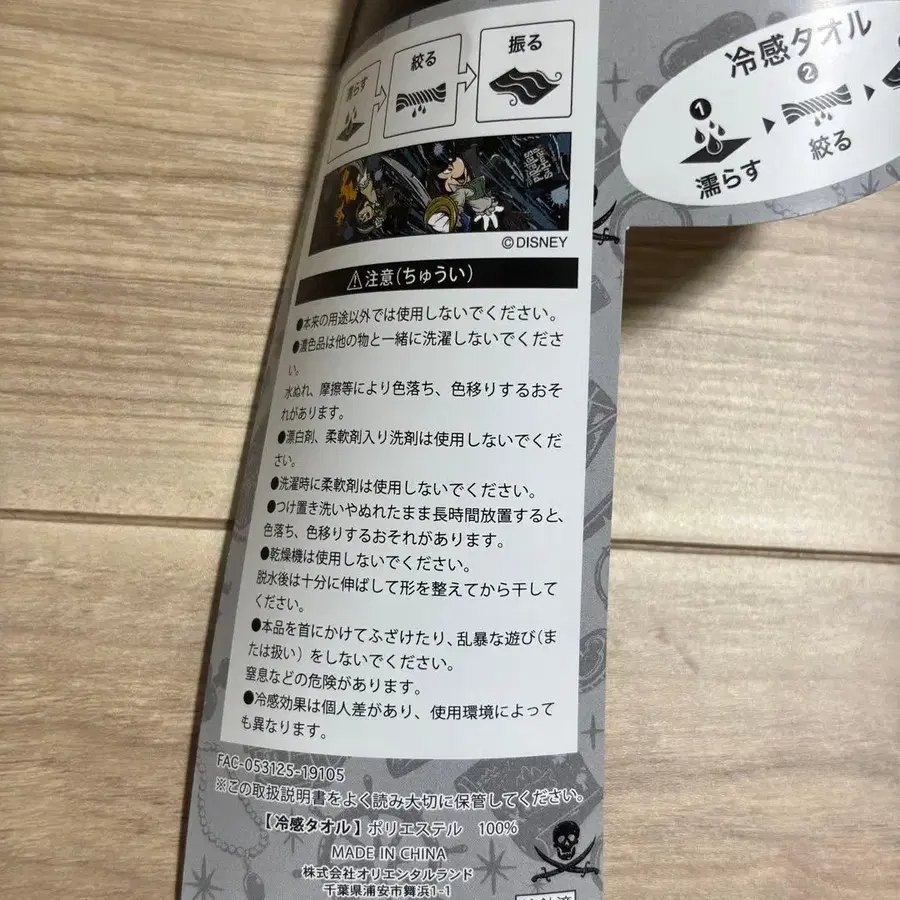 濡らす
絞る
振る
冷感タオル
1
濡らす
2
絞る
©DISNEY
⚠注意(ちゅうい)
●本来の用途以外では使用しないでください。
●濃色品は他の物と一緒に洗濯しないでくださ
い。
水ぬれ、摩擦等により色落ち、色移りするおそ
れがあります。
●漂白剤、柔軟剤入り洗剤は使用しないでくだ
さい。
●洗濯時に柔軟剤は使用しないでください。
●つけ置き洗いやぬれたまま長時間放置すると、
色落ち、色移りするおそれがあります。
●乾燥機は使用しないでください。
脱水後は十分に伸ばして形を整えてから干して
ください。
●本品を首にかけてふざけたり、乱暴な遊び(ま
たは扱い)をしないでください。
窒息などの危険があります。
●冷感効果は個人差があり、使用環境によって
も異なります。
FAC-053125-19105
※この取扱説明書をよく読み大切に保管してください。
【冷感タオル】ポリエステル 100%
MADE IN CHINA
株式会社オリエンタルランド
千葉県浦安市舞浜1-1